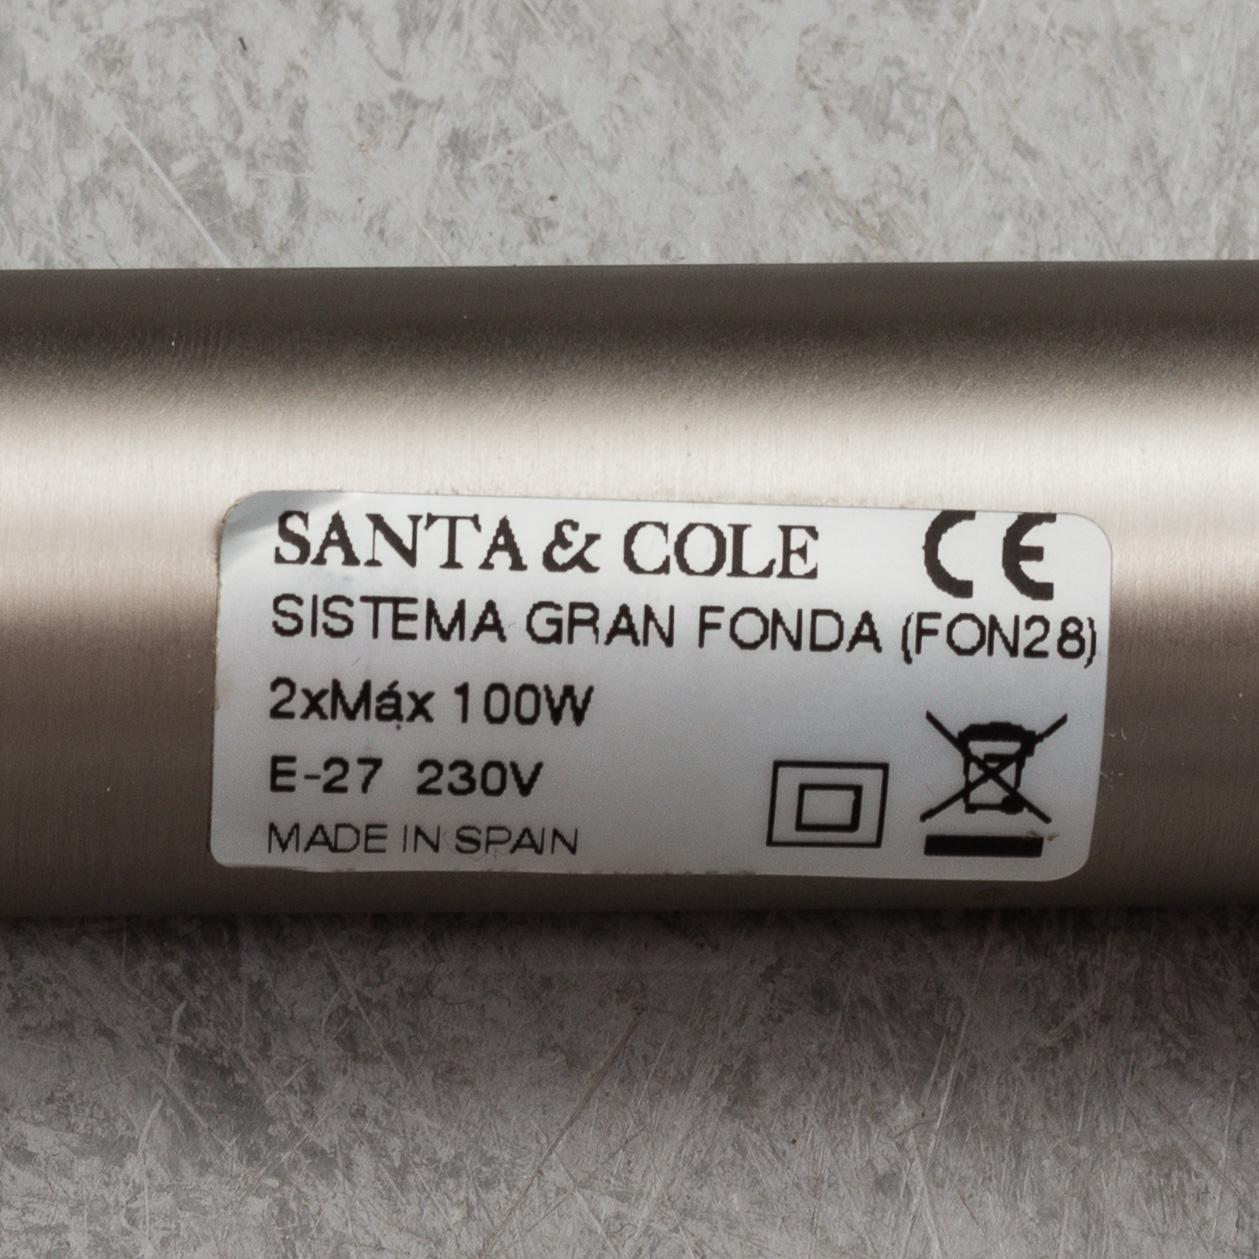 SANTA & COLE CE
SISTEMA GRAN FONDA (FON28)
2xMáx 100W
E-27 230V
MADE IN SPAIN